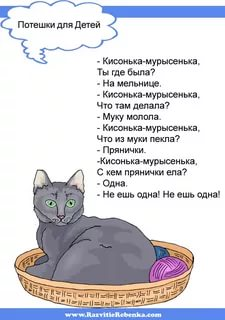 Потешки для Детей
- Кисонька-мурысенька,
Ты где была?
- На мельнице.
- Кисонька-мурысенька,
Что там делала?
- Муку молола.
- Кисонька-мурысенька,
Что из муки пекла?
- Прянички.
-Кисонька-мурысенька,
С кем прянички ела?
- Одна.
- Не ешь одна! Не ешь одна!
www.RazvitieRebenka.com